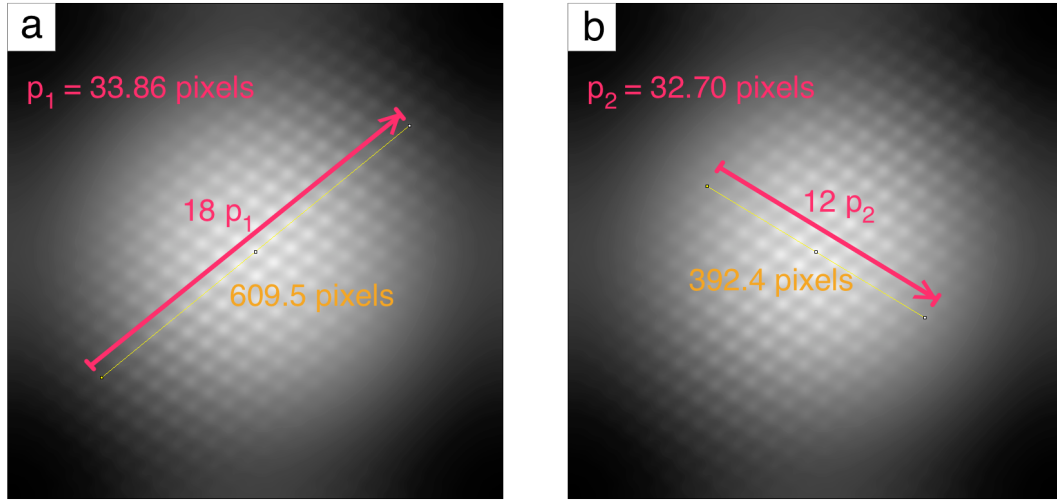 a
p1 = 33.86 pixels
18 p1
609.5 pixels
b
p2 = 32.70 pixels
12 p2
392.4 pixels